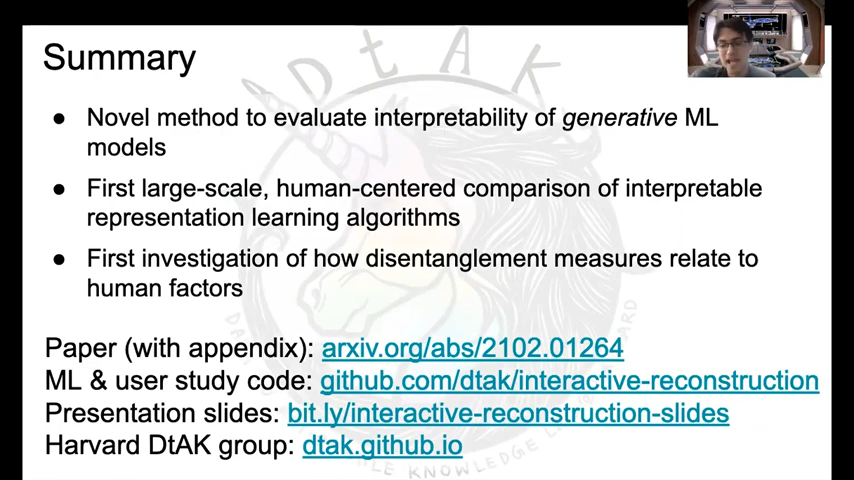 Summary
DtAK
● Novel method to evaluate interpretability of generative ML
models
● First large-scale, human-centered comparison of interpretable
representation learning algorithms
● First investigation of how disentanglement measures relate to
human factors
Paper (with appendix): arxiv.org/abs/2102.01264
ML & user study code: github.com/dtak/interactive-reconstruction
Presentation slides: bit.ly/interactive-reconstruction-slides
Harvard DtAK group: dtak.github.io
KNOWLEDGE